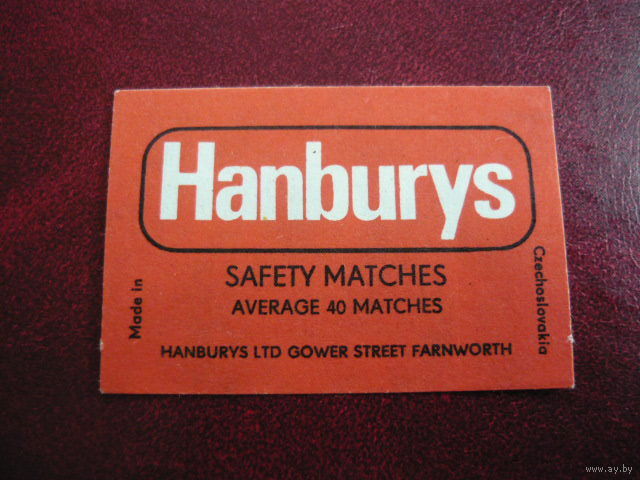 Hanburys
SAFETY MATCHES
AVERAGE 40 MATCHES
HANBURYS LTD GOWER STREET FARNWORTH
Made in
Czechoslovakia
www.ay.by